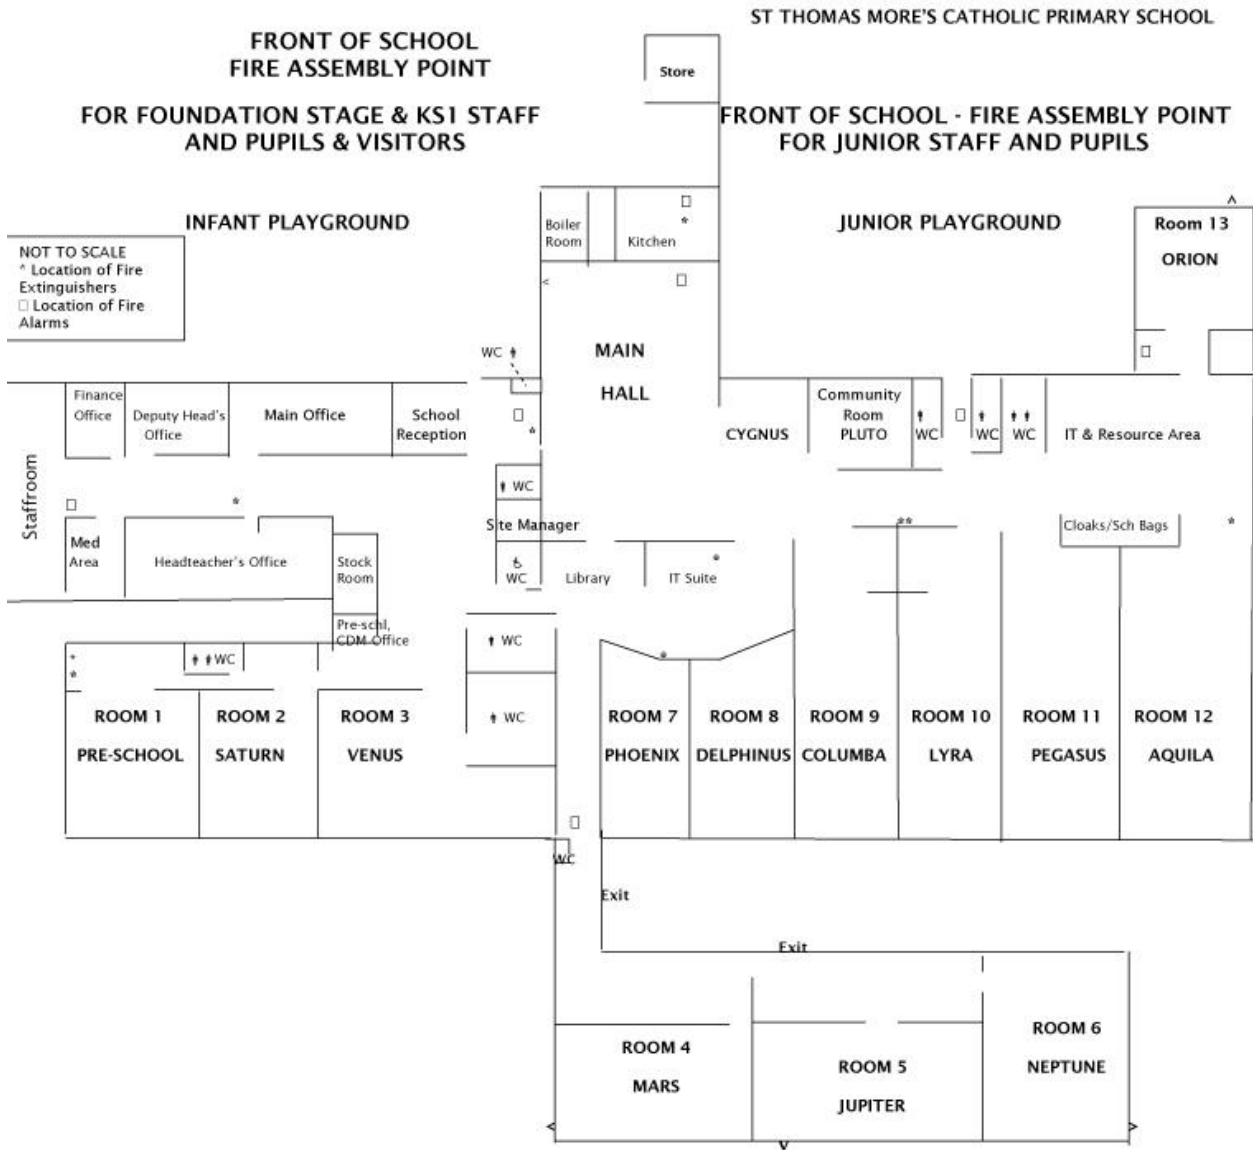 ST THOMAS MORE'S CATHOLIC PRIMARY SCHOOL
FRONT OF SCHOOL
FIRE ASSEMBLY POINT
FOR FOUNDATION STAGE & KS1 STAFF
AND PUPILS & VISITORS
Store
FRONT OF SCHOOL - FIRE ASSEMBLY POINT
FOR JUNIOR STAFF AND PUPILS
INFANT PLAYGROUND
JUNIOR PLAYGROUND
NOT TO SCALE
* Location of Fire
Extinguishers
□ Location of Fire
Alarms
Boiler
Room
Kitchen
Room 13
ORION
MAIN
HALL
WC
Finance
Office
Deputy Head's
Office
Main Office
School
Reception
CYGNUS
Community
Room
PLUTO
WC
WC
WC
IT & Resource Area
Staffroom
Med
Area
Headteacher's Office
Stock
Room
Pre-schl,
CDM Office
WC
Site Manager
WC
Library
IT Suite
Cloaks/Sch Bags
WC
WC
WC
ROOM 1
PRE-SCHOOL
ROOM 2
SATURN
ROOM 3
VENUS
ROOM 7
PHOENIX
ROOM 8
DELPHINUS
ROOM 9
COLUMBA
ROOM 10
LYRA
ROOM 11
PEGASUS
ROOM 12
AQUILA
WC
Exit
Exit
ROOM 4
MARS
ROOM 5
JUPITER
ROOM 6
NEPTUNE